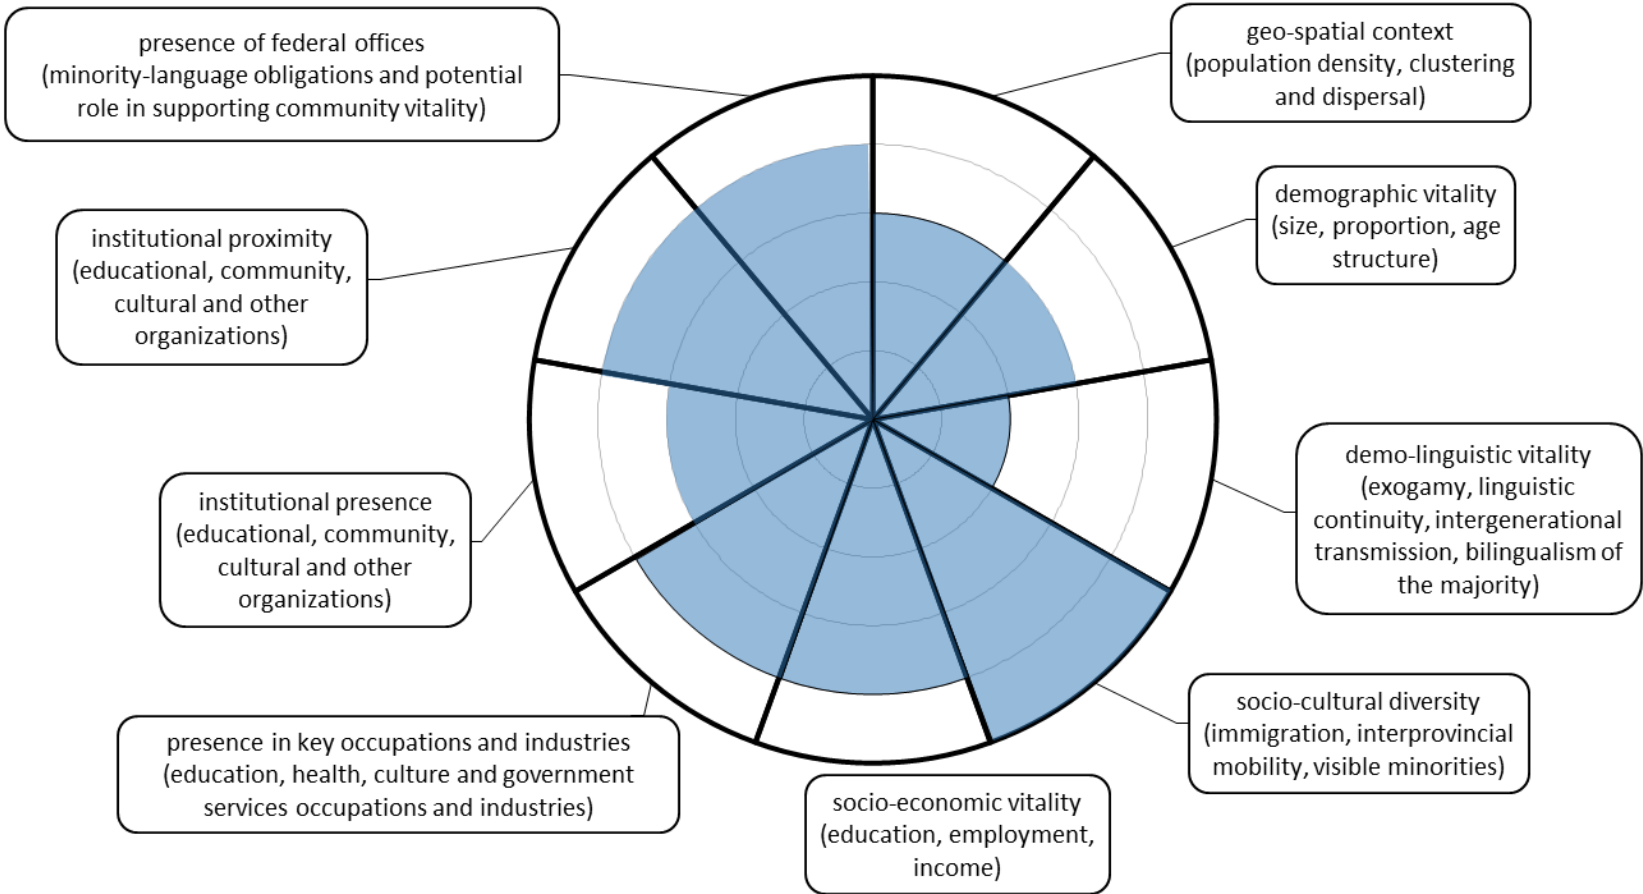 presence of federal offices
(minority-language obligations and potential
role in supporting community vitality)
geo-spatial context
(population density, clustering
and dispersal)
demographic vitality
(size, proportion, age
structure)
institutional proximity
(educational, community,
cultural and other
organizations)
demo-linguistic vitality
(exogamy, linguistic
continuity, intergenerational
transmission, bilingualism of
the majority)
institutional presence
(educational, community,
cultural and other
organizations)
socio-cultural diversity
(immigration, interprovincial
mobility, visible minorities)
presence in key occupations and industries
(education, health, culture and government
services occupations and industries)
socio-economic vitality
(education, employment,
income)